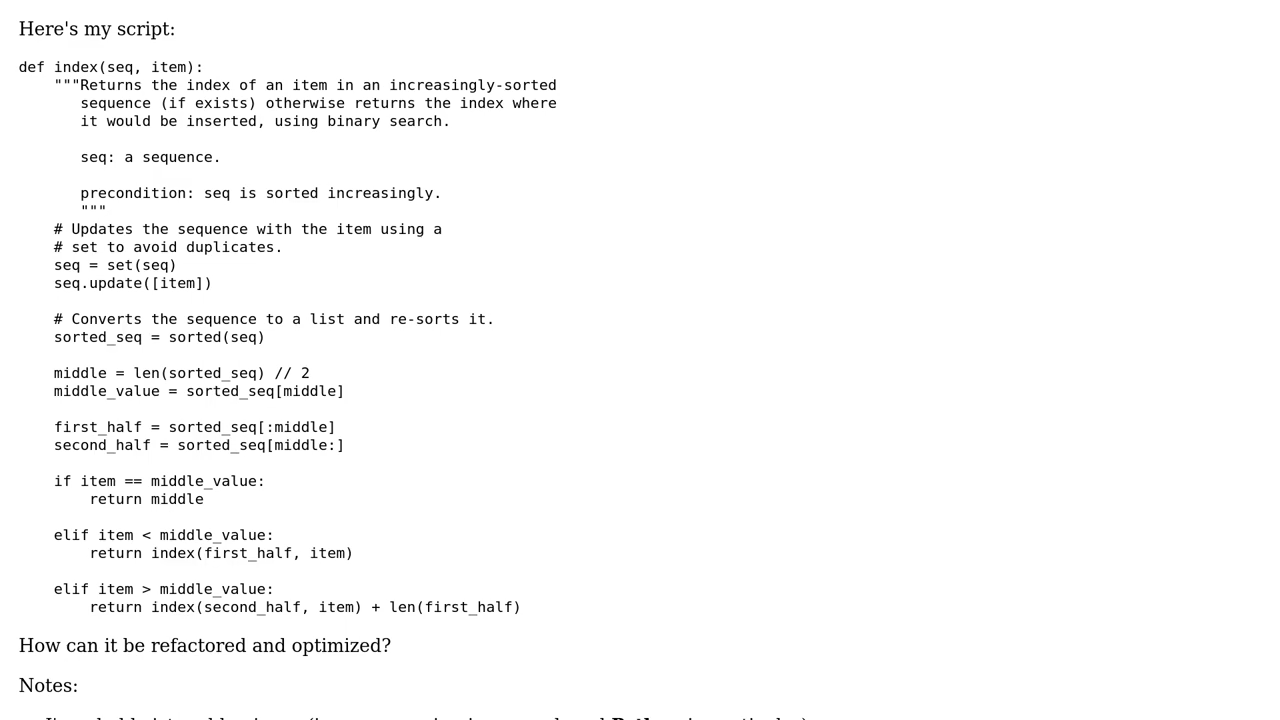 Here's my script:
def index(seq, item):
    """Returns the index of an item in an increasingly-sorted
       sequence (if exists) otherwise returns the index where
       it would be inserted, using binary search.
       seq: a sequence.
       precondition: seq is sorted increasingly.
       """
    # Updates the sequence with the item using a
    # set to avoid duplicates.
    seq = set(seq)
    seq.update([item])
    # Converts the sequence to a list and re-sorts it.
    sorted_seq = sorted(seq)
    middle = len(sorted_seq) // 2
    middle_value = sorted_seq[middle]
    first_half = sorted_seq[:middle]
    second_half = sorted_seq[middle:]
    if item == middle_value:
        return middle
    elif item < middle_value:
        return index(first_half, item)
    elif item > middle_value:
        return index(second_half, item) + len(first_half)
How can it be refactored and optimized?
Notes: